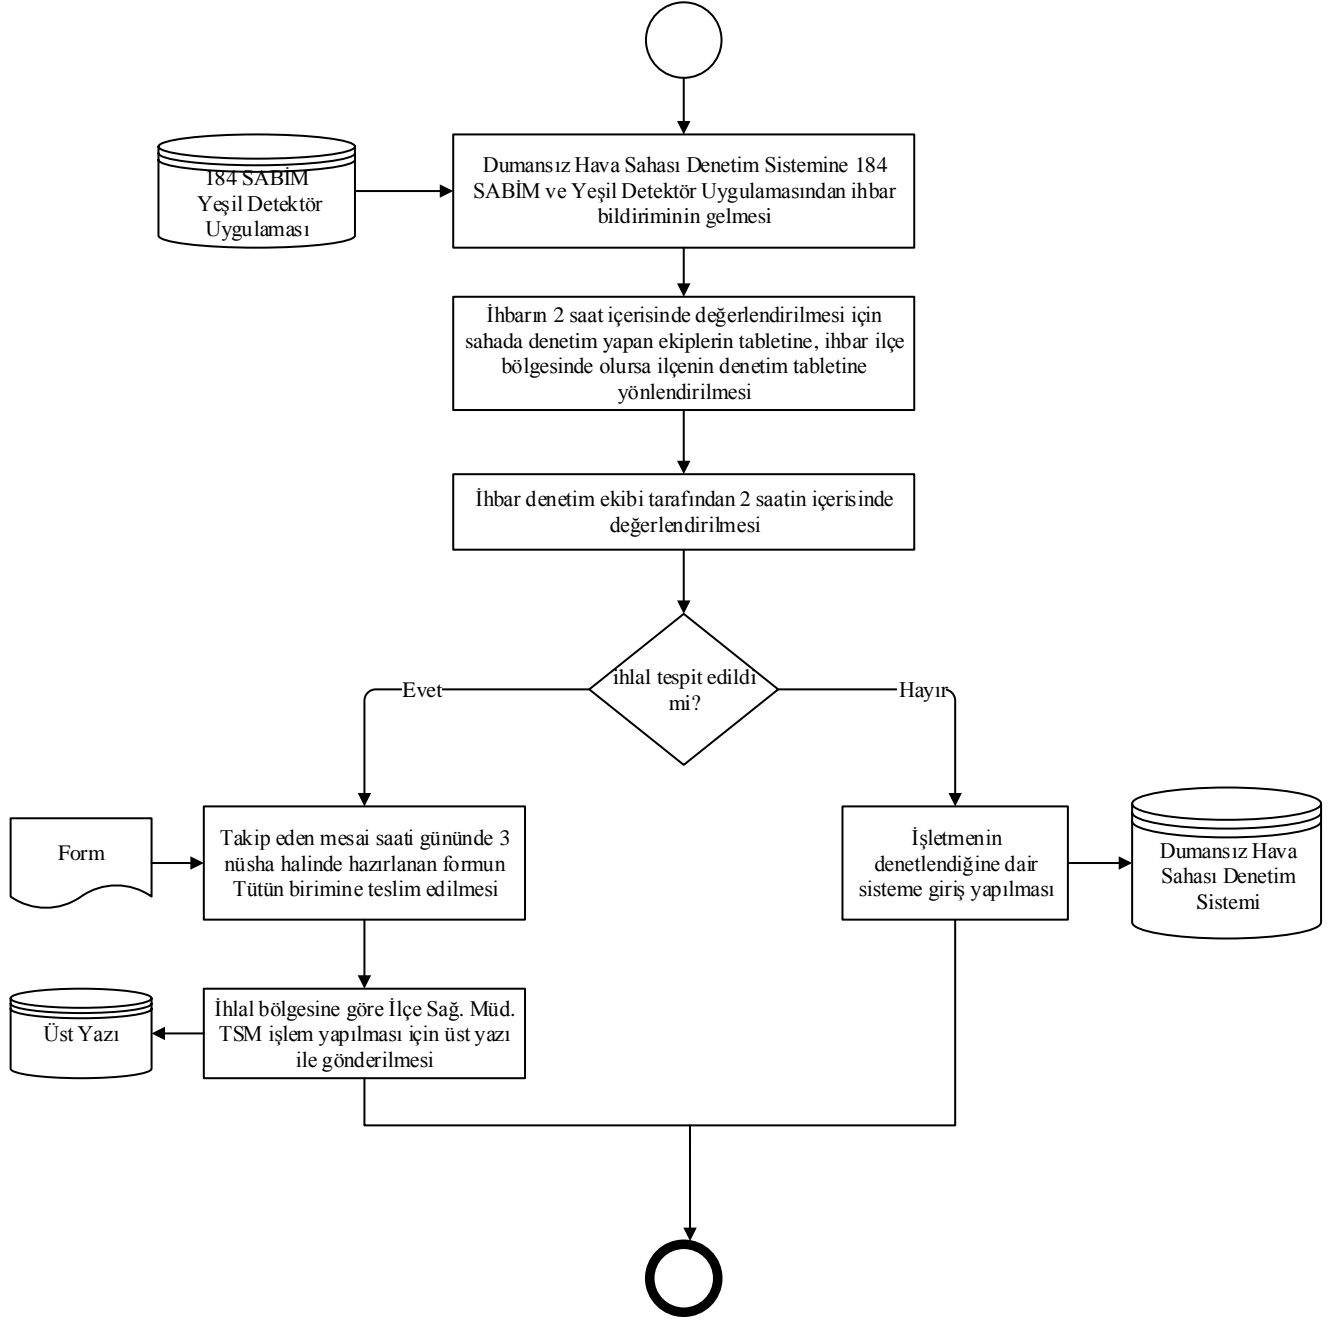 184 SABİM
Yeşil Detektör
Uygulaması
Dumansız Hava Sahası Denetim Sistemine 184
SABİM ve Yeşil Detektör Uygulamasından ihbar
bildiriminin gelmesi
İhbarın 2 saat içerisinde değerlendirilmesi için
sahada denetim yapan ekiplerin tabletine, ihbar ilçe
bölgesinde olursa ilçenin denetim tabletine
yönlendirilmesi
İhbar denetim ekibi tarafından 2 saatin içerisinde
değerlendirilmesi
ihlal tespit edildi
mi?
Evet
Hayır
Form
Takip eden mesai saati gününde 3
nüsha halinde hazırlanan formun
Tütün birimine teslim edilmesi
İşletmenin
denetlendiğine dair
sisteme giriş yapılması
Dumansız Hava
Sahası Denetim
Sistemi
Üst Yazı
İhlal bölgesine göre İlçe Sağ. Müd.
TSM işlem yapılması için üst yazı
ile gönderilmesi